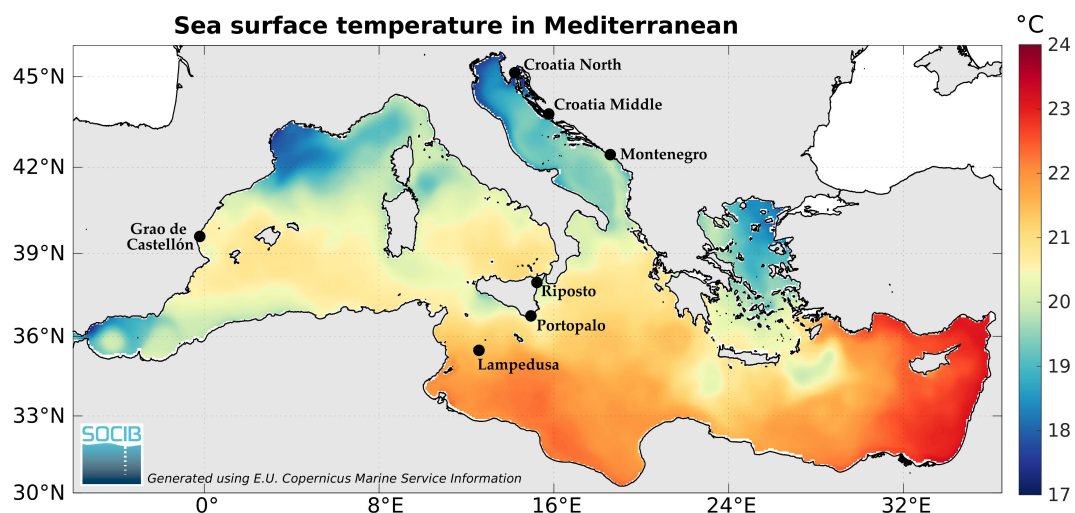 Sea surface temperature in Mediterranean
°C
45°N
42°N
39°N
36°N
33°N
30°N
Croatia North
Croatia Middle
Montenegro
Grao de
Castellón
Riposto
Portopalo
Lampedusa
SOCIB
Generated using E.U. Copernicus Marine Service Information
0°
8°E
16°E
24°E
32°E
24
23
22
21
20
19
18
17